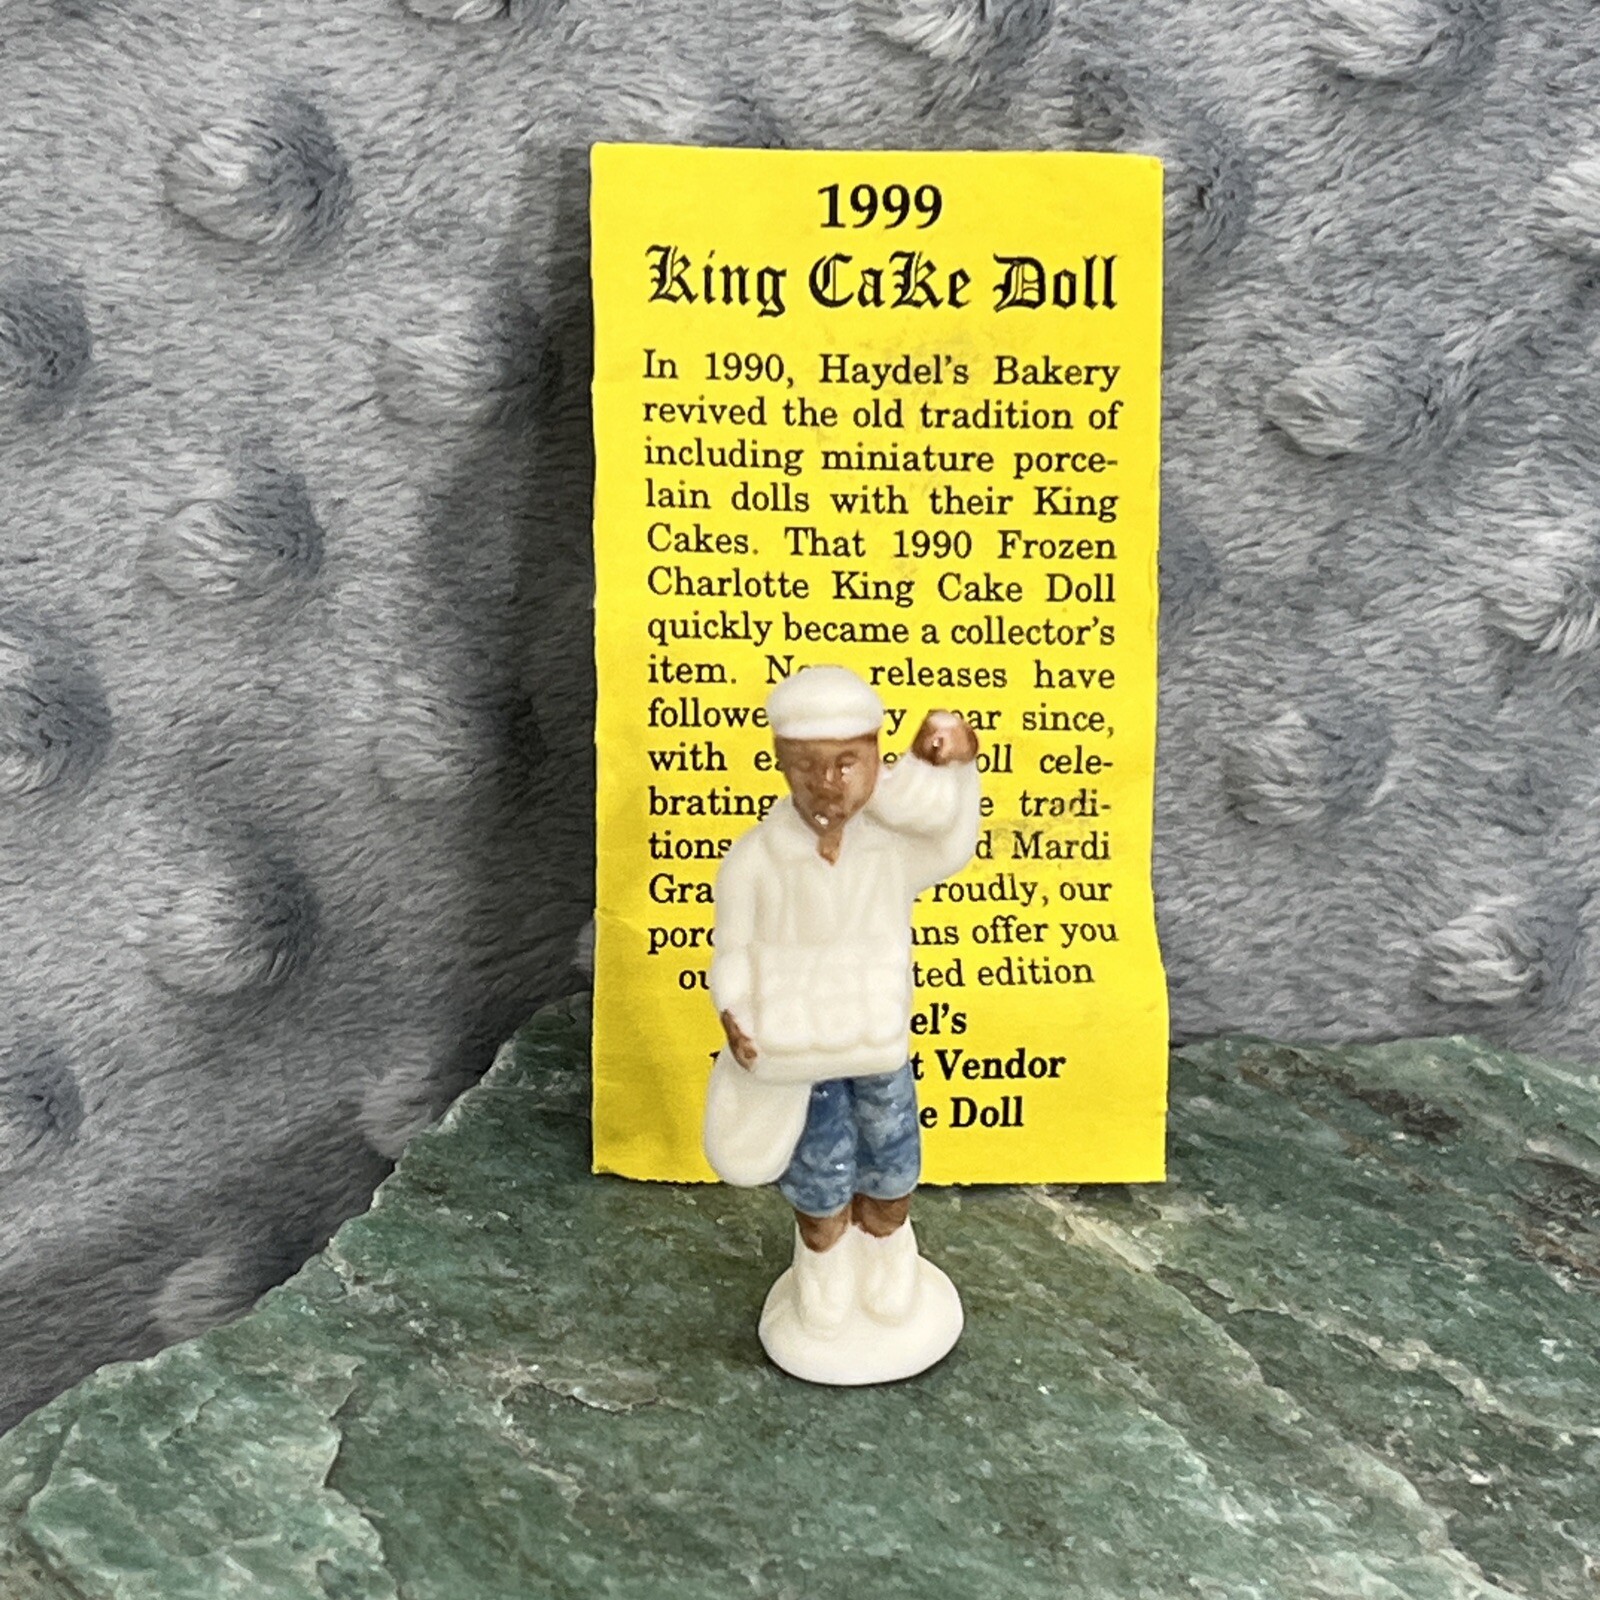 1999
King CaKe Doll
In 1990, Haydel's Bakery
revived the old tradition of
including miniature porce-
lain dolls with their King
Cakes. That 1990 Frozen
Charlotte King Cake Doll
quickly became a collector's
item. releases have
since,
with cele-
brating tradi-
tions Mardi
our
offer you
edition
Vendor
Doll